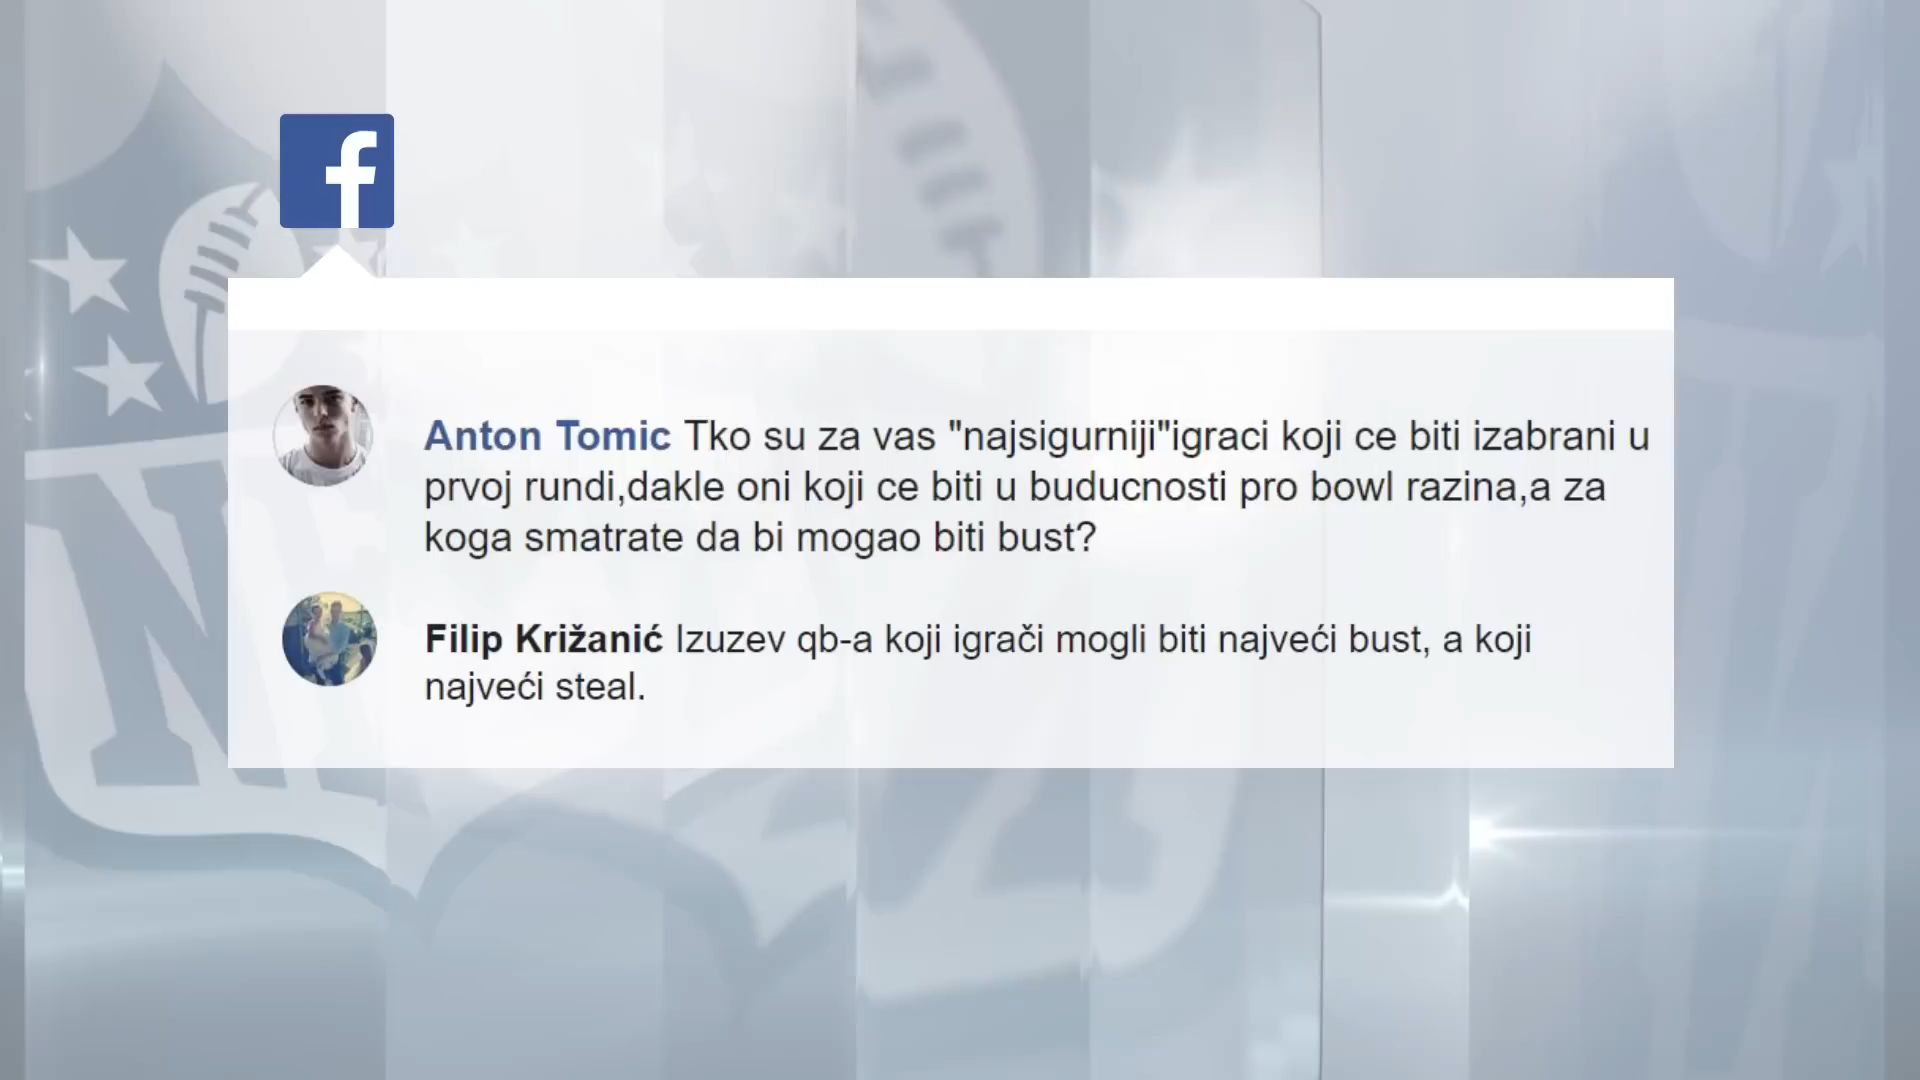 Anton Tomic Tko su za vas "najsigurniji"igraci koji ce biti izabrani u
prvoj rundi,dakle oni koji ce biti u buducnosti pro bowl razina,a za
koga smatrate da bi mogao biti bust?
Filip Križanić Izuzev qb-a koji igrači mogli biti najveći bust, a koji
najveći steal.